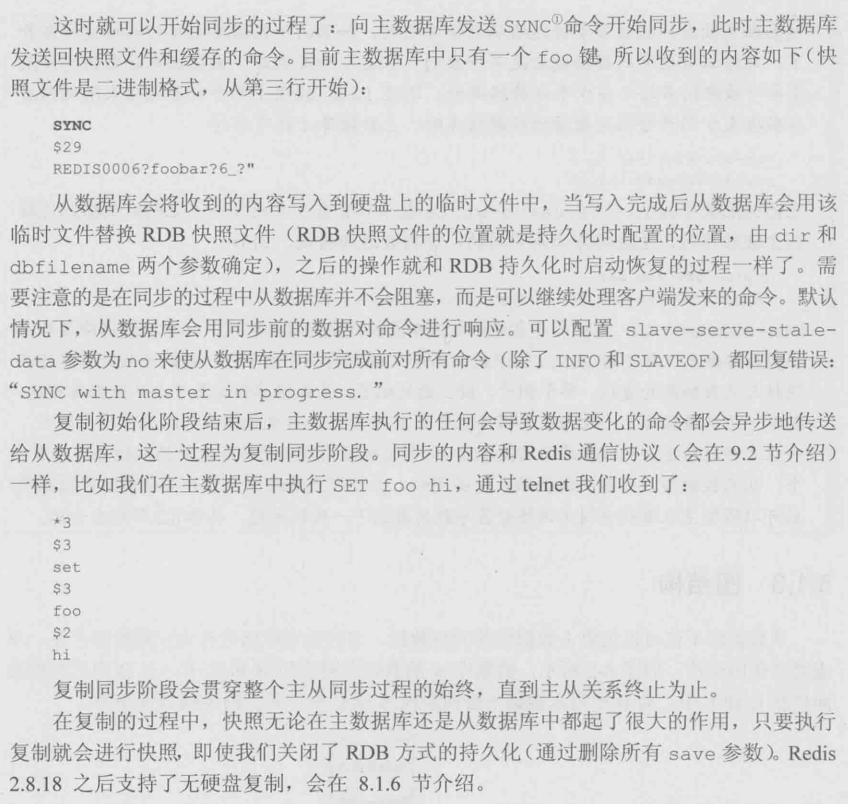 这时就可以开始同步的过程了：向主数据库发送 SYNC①命令开始同步，此时主数据库
发送回快照文件和缓存的命令。目前主数据库中只有一个 foo 键，所以收到的内容如下（快
照文件是二进制格式，从第三行开始）：
SYNC
$29
REDIS0006?foobar?6_?"
从数据库会将收到的内容写入到硬盘上的临时文件中，当写入完成后从数据库会用该
临时文件替换 RDB 快照文件（RDB 快照文件的位置就是持久化时配置的位置，由 dir 和
dbfilename 两个参数确定），之后的操作就和 RDB 持久化时启动恢复的过程一样了。需
要注意的是在同步的过程中从数据库并不会阻塞，而是可以继续处理客户端发来的命令。默认
情况下，从数据库会用同步前的数据对命令进行响应。可以配置 slave-serve-stale-
data 参数为 no 来使从数据库在同步完成前对所有命令（除了 INFO 和 SLAVEOF）都回复错误：
“SYNC with master in progress. ”
复制初始化阶段结束后，主数据库执行的任何会导致数据变化的命令都会异步地传送
给从数据库，这一过程为复制同步阶段。同步的内容和 Redis 通信协议（会在 9.2 节介绍）
一样，比如我们在主数据库中执行 SET foo hi，通过 telnet 我们收到了：
*3
$3
set
$3
foo
$2
hi
复制同步阶段会贯穿整个主从同步过程的始终，直到主从关系终止为止。
在复制的过程中，快照无论在主数据库还是从数据库中都起了很大的作用，只要执行
复制就会进行快照，即使我们关闭了 RDB 方式的持久化（通过删除所有 save 参数）。Redis
2.8.18 之后支持了无硬盘复制，会在 8.1.6 节介绍。